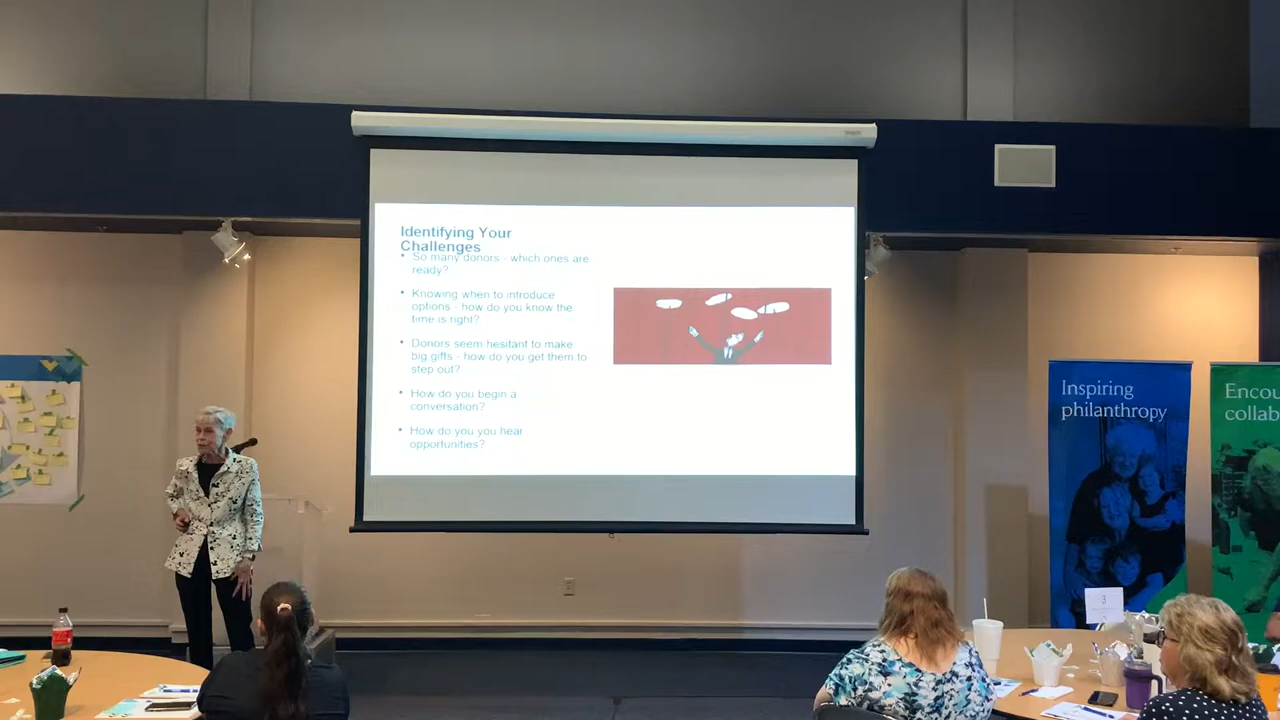 Identifying Your
Challenges
• So many donors - which ones are
ready?
• Knowing when to introduce
options - how do you know the
time is right?
• Donors seem hesitant to make
big gifts - how do you get them to
step out?
• How do you begin a
conversation?
• How do you you hear
opportunities?
Inspiring
philanthropy
Encou
collab
3